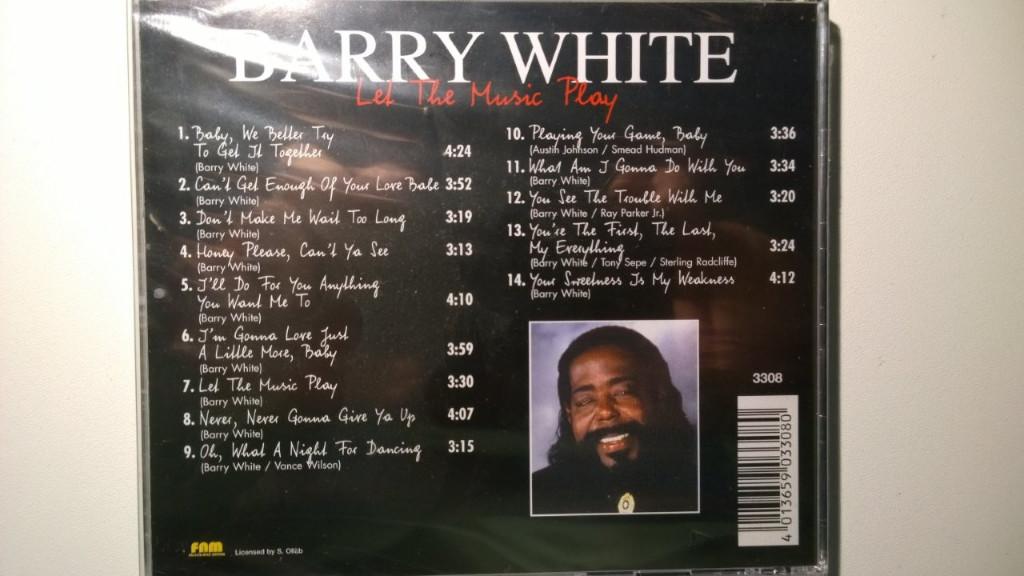 BARRY WHITE
Let The Music Play
1. Baby, We Better Try
To Get It Together 4:24
(Barry White)
2. Can't Get Enough Of Your Love Babe 3:52
(Barry White)
3. Don't Make Me Wait Too Long 3:19
(Barry White)
4. Honey Please, Can't Ya See 3:13
(Barry White)
5. I'll Do For You Anything
You Want Me To 4:10
(Barry White)
6. I'm Gonna Love Just
A Little More, Baby 3:59
(Barry White)
7. Let The Music Play 3:30
(Barry White)
8. Never, Never Gonna Give Ya Up 4:07
(Barry White)
9. Oh, What A Night For Dancing 3:15
(Barry White / Vance Wilson)
10. Playing Your Game, Baby 3:36
(Austin Johnson / Smead Hudman)
11. What Am I Gonna Do With You 3:34
(Barry White)
12. You See The Trouble With Me 3:20
(Barry White / Ray Parker Jr.)
13. You're The First, The Last,
My Everything 3:24
(Barry White / Tony Sepe / Sterling Radcliffe)
14. Your Sweetness Is My Weakness 4:12
(Barry White)
3308
4 013659 033080
FNM
Licensed by S.